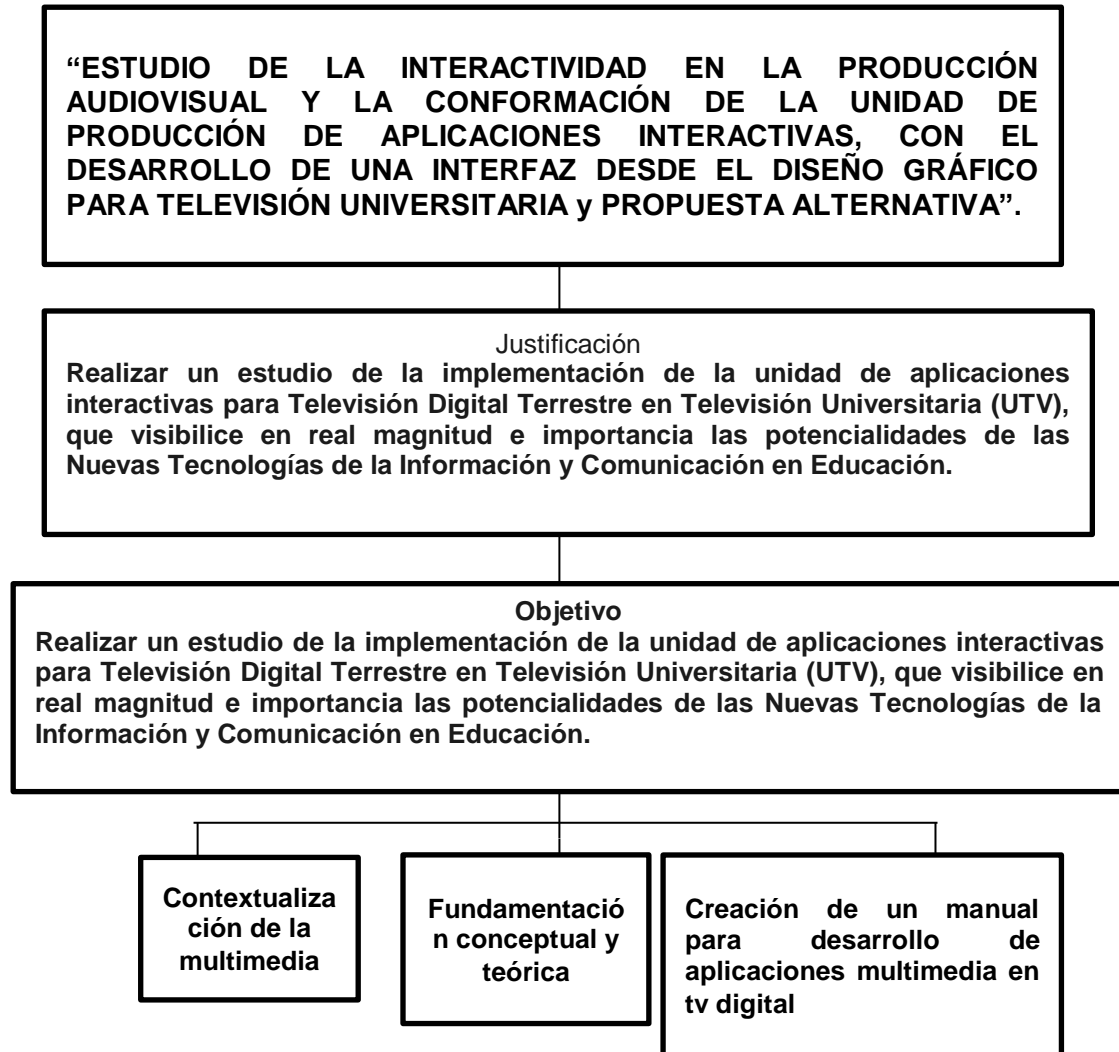 “ESTUDIO DE LA INTERACTIVIDAD EN LA PRODUCCIÓN
AUDIOVISUAL Y LA CONFORMACIÓN DE LA UNIDAD DE
PRODUCCIÓN DE APLICACIONES INTERACTIVAS, CON EL
DESARROLLO DE UNA INTERFAZ DESDE EL DISEÑO GRÁFICO
PARA TELEVISIÓN UNIVERSITARIA y PROPUESTA ALTERNATIVA”.
Justificación
Realizar un estudio de la implementación de la unidad de aplicaciones
interactivas para Televisión Digital Terrestre en Televisión Universitaria (UTV),
que visibilice en real magnitud e importancia las potencialidades de las
Nuevas Tecnologías de la Información y Comunicación en Educación.
Objetivo
Realizar un estudio de la implementación de la unidad de aplicaciones interactivas
para Televisión Digital Terrestre en Televisión Universitaria (UTV), que visibilice en
real magnitud e importancia las potencialidades de las Nuevas Tecnologías de la
Información y Comunicación en Educación.
Contextualiza
ción de la
multimedia
Fundamentació
n conceptual y
teórica
Creación de un manual
para desarrollo de
aplicaciones multimedia en
tv digital